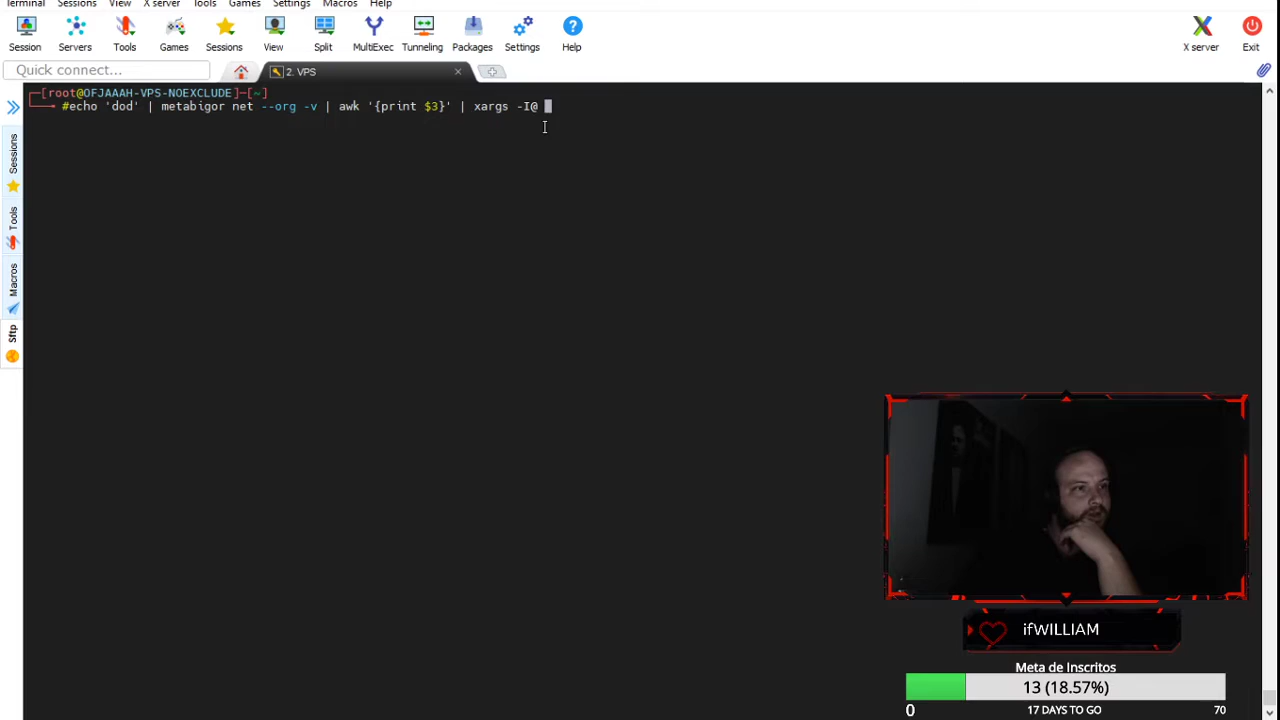 Terminal Sessions View X server Tools Games Settings Macros Help
Session Servers Tools Games Sessions View Split MultiExec Tunneling Packages Settings Help X server Exit
Quick connect...
2. VPS
┌─[root@OFJAAAH-VPS-NOEXCLUDE]─[~]
└──╼ #echo 'dod' | metabigor net --org -v | awk '{print $3}' | xargs -I@
Sessions
Tools
Macros
Sftp
ifWILLIAM
Meta de Inscritos
13 (18.57%)
0 17 DAYS TO GO 70